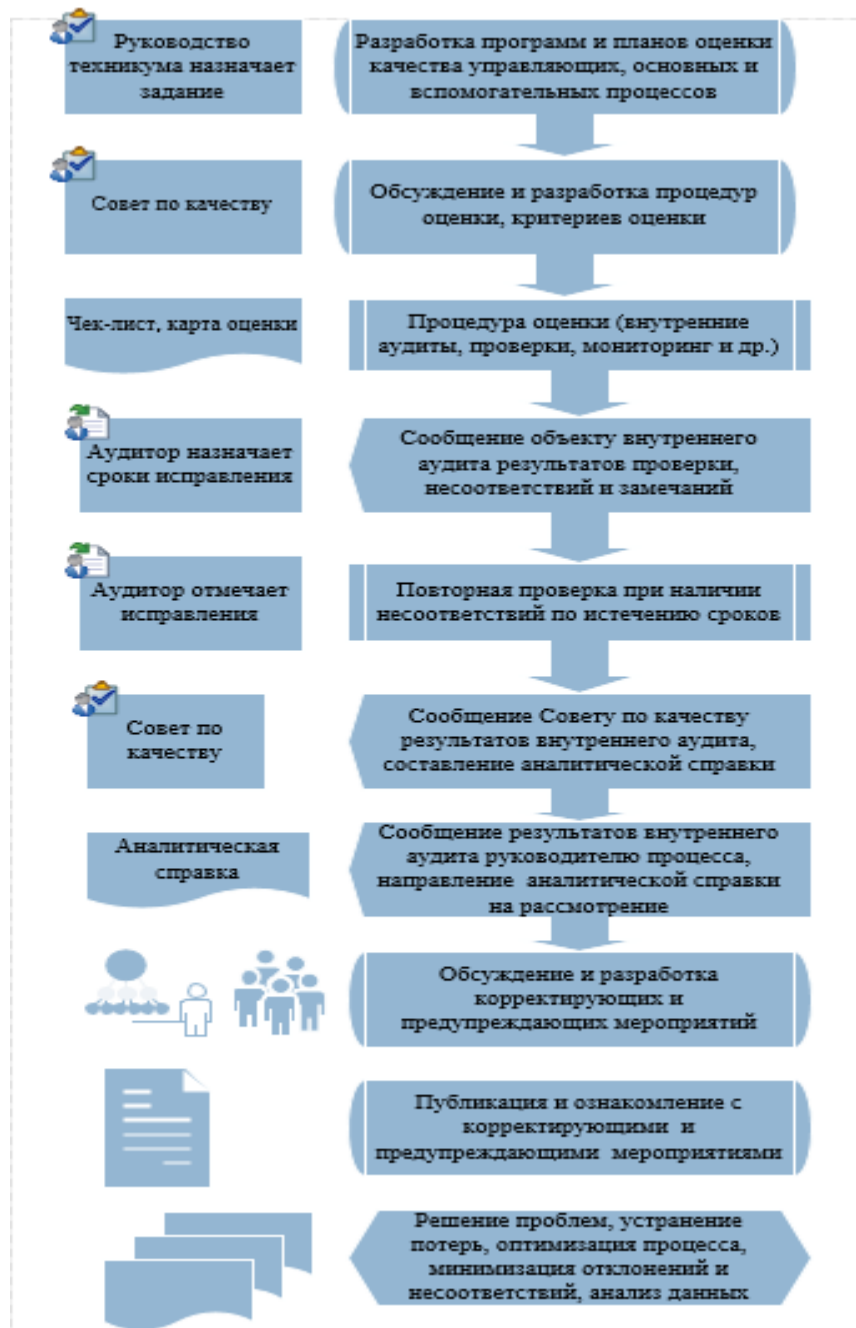 Руководство
техникума назначает
задание
Разработка программ и планов оценки
качества управляющих, основных и
вспомогательных процессов
Совет по качеству
Обсуждение и разработка процедур
оценки, критериев оценки
Чек-лист, карта оценки
Процедура оценки (внутренние
аудиты, проверки, мониторинг и др.)
Аудитор назначает
сроки исправления
Сообщение объекту внутреннего
аудита результатов проверки,
несоответствий и замечаний
Аудитор отмечает
исправления
Повторная проверка при наличии
несоответствий по истечению сроков
Совет по
качеству
Сообщение Совету по качеству
результатов внутреннего аудита,
составление аналитической справки
Аналитическая
справка
Сообщение результатов внутреннего
аудита руководителю процесса,
направление аналитической справки
на рассмотрение
Обсуждение и разработка
корректирующих и
предупреждающих мероприятий
Публикация и ознакомление с
корректирующими и
предупреждающими мероприятиями
Решение проблем, устранение
потерь, оптимизация процесса,
минимизация отклонений и
несоответствий, анализ данных